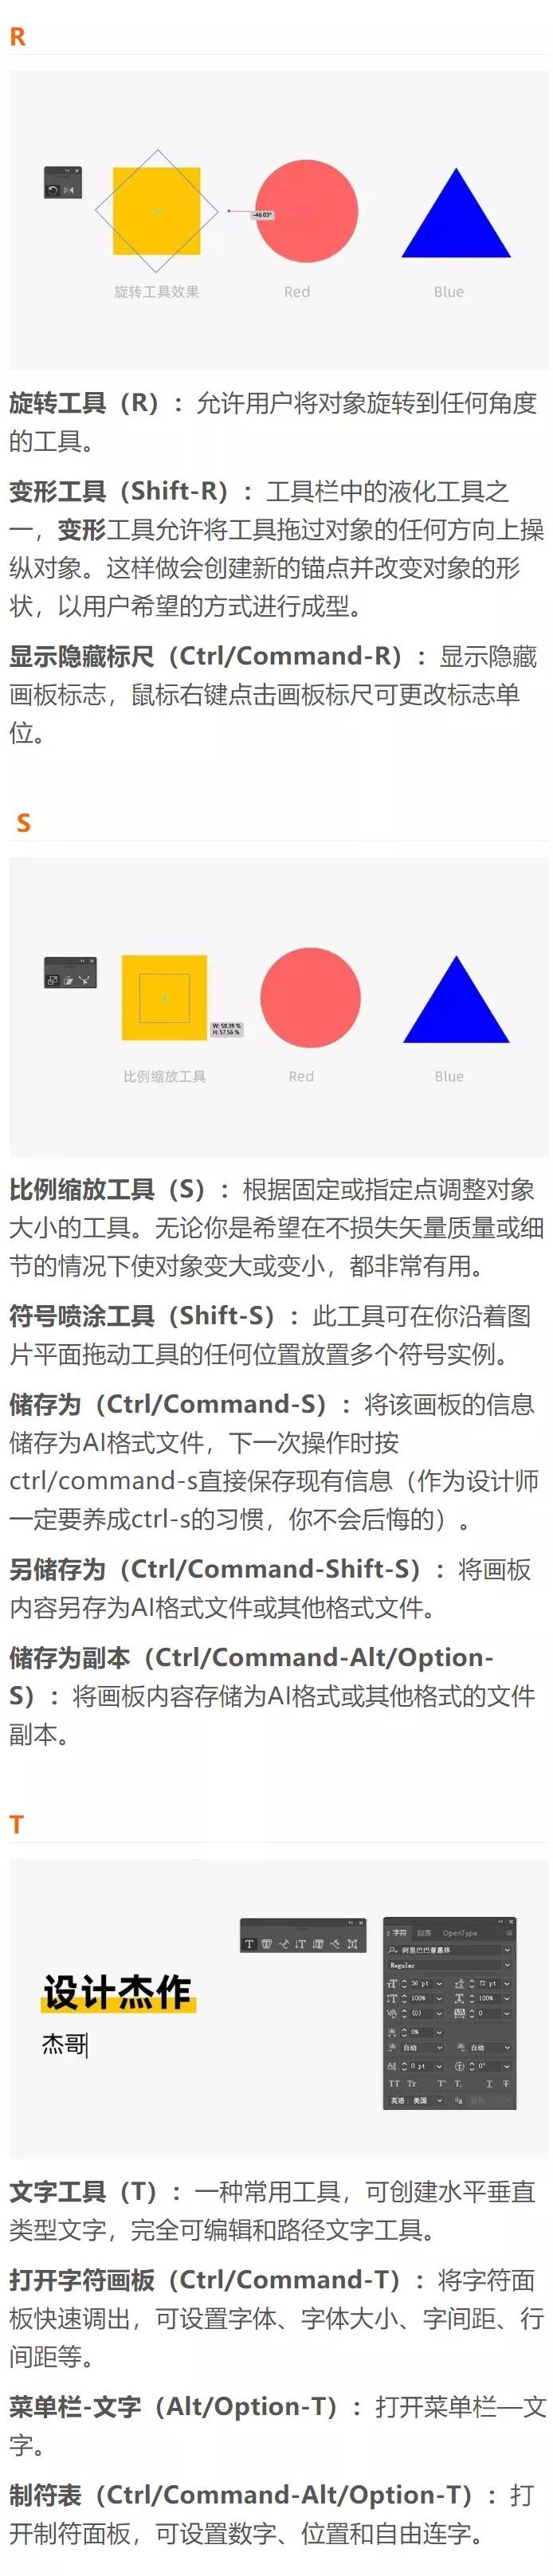 R
-46.03°
旋转工具效果
Red
Blue
旋转工具（R）：允许用户将对象旋转到任何角度
的工具。
变形工具（Shift-R）：工具栏中的液化工具之
一，变形工具允许将工具拖过对象的任何方向上操
纵对象。这样做会创建新的锚点并改变对象的形
状，以用户希望的方式进行成型。
显示隐藏标尺（Ctrl/Command-R）：显示隐藏
画板标志，鼠标右键点击画板标尺可更改标志单
位。
S
W: 58.39 %
H: 57.56 %
比例缩放工具
Red
Blue
比例缩放工具（S）：根据固定或指定点调整对象
大小的工具。无论你是希望在不损失矢量质量或细
节的情况下使对象变大或变小，都非常有用。
符号喷涂工具（Shift-S）：此工具可在你沿着图
片平面拖动工具的任何位置放置多个符号实例。
储存为（Ctrl/Command-S）：将该画板的信息
储存为AI格式文件，下一次操作时按
ctrl/command-s直接保存现有信息（作为设计师
一定要养成ctrl-s的习惯，你不会后悔的）。
另储存为（Ctrl/Command-Shift-S）：将画板
内容另存为AI格式文件或其他格式文件。
储存为副本（Ctrl/Command-Alt/Option-
S）：将画板内容存储为AI格式或其他格式的文件
副本。
T
设计杰作
杰哥
字符 段落 OpenType
阿里巴巴普惠体
Regular
36 pt 72 pt
100% 100%
(0) 0
0%
自动 自动
0 pt 0°
英语：美国
文字工具（T）：一种常用工具，可创建水平垂直
类型文字，完全可编辑和路径文字工具。
打开字符画板（Ctrl/Command-T）：将字符面
板快速调出，可设置字体、字体大小、字间距、行
间距等。
菜单栏-文字（Alt/Option-T）：打开菜单栏—文
字。
制符表（Ctrl/Command-Alt/Option-T）：打
开制符面板，可设置数字、位置和自由连字。